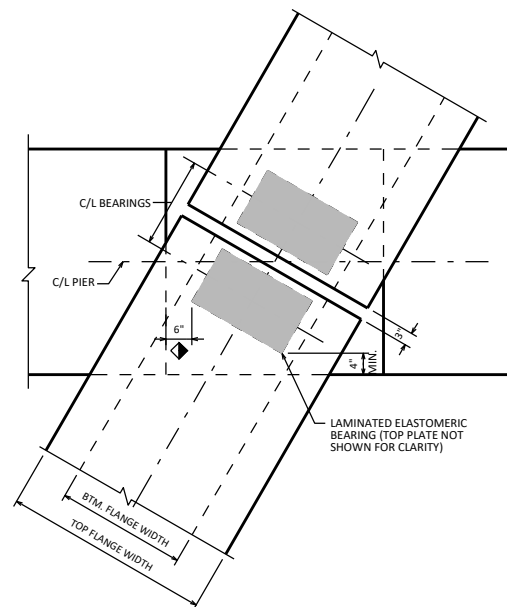 C/L BEARINGS
C/L PIER
6"
3"
4"
MIN.
LAMINATED ELASTOMERIC
BEARING (TOP PLATE NOT
SHOWN FOR CLARITY)
BTM. FLANGE WIDTH
TOP FLANGE WIDTH